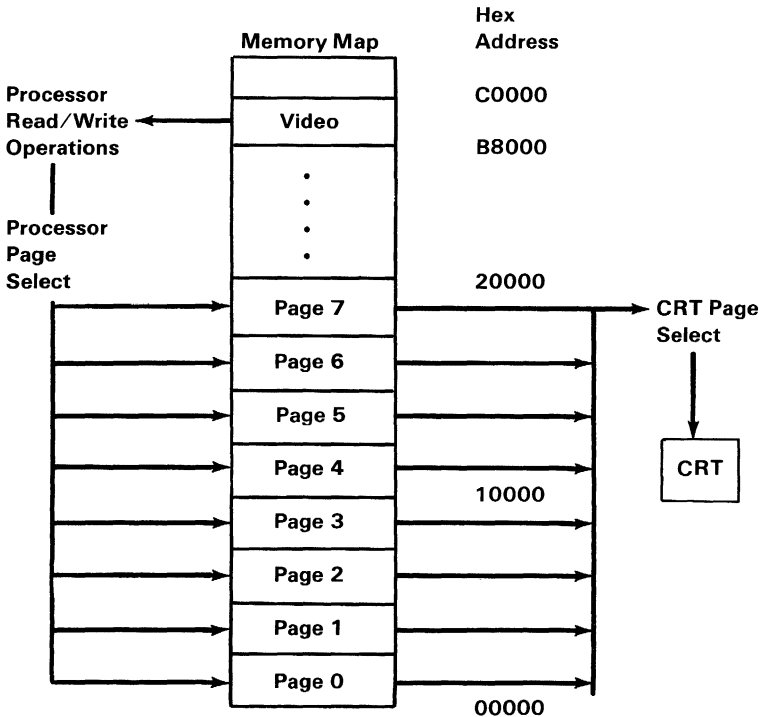 Hex
Address
Memory Map
Processor
Read/Write
Operations
C0000
Video
B8000
Processor
Page
Select
20000
Page 7
CRT Page
Select
Page 6
Page 5
Page 4
CRT
10000
Page 3
Page 2
Page 1
Page 0
00000